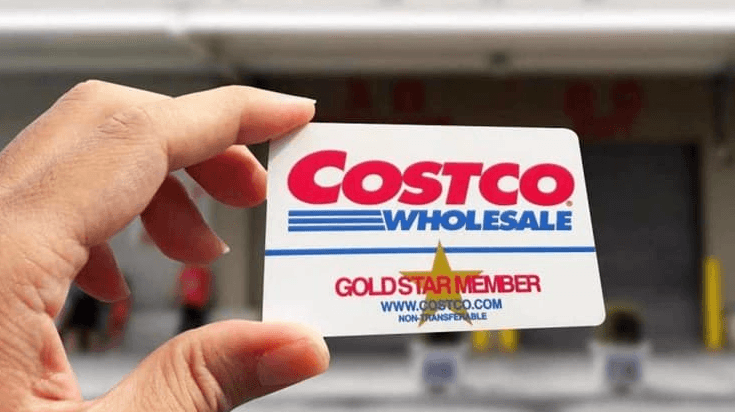 COSTCO
WHOLESALE
GOLD STAR MEMBER
WWW.COSTCO.COM
NON-TRANSFERABLE